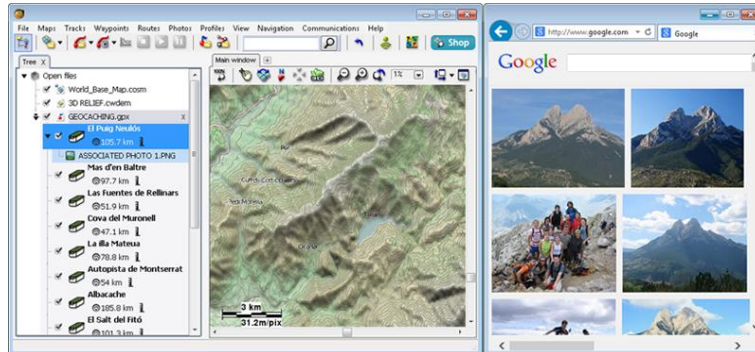 File Maps Tracks Waypoints Routes Photos Profiles View Navigation Communications Help
Shop
Tree X
Open files
World_Base_Map.cosm
3D RELIEF.cwdem
GEOCACHING.gpx x
El Puig Neulós
105.7 km
ASSOCIATED PHOTO 1.PNG
Mas d'en Baltre
97.7 km
Las Fuentes de Rellinars
51.9 km
Cova del Muronell
47.1 km
La illa Mateua
78.8 km
Autopista de Montserrat
54 km
Albacache
185.8 km
El Salt del Fitó
101.3 km
Main window
100%
1%
3 km
31.2m/pix
http://www.google.com
Google
Google